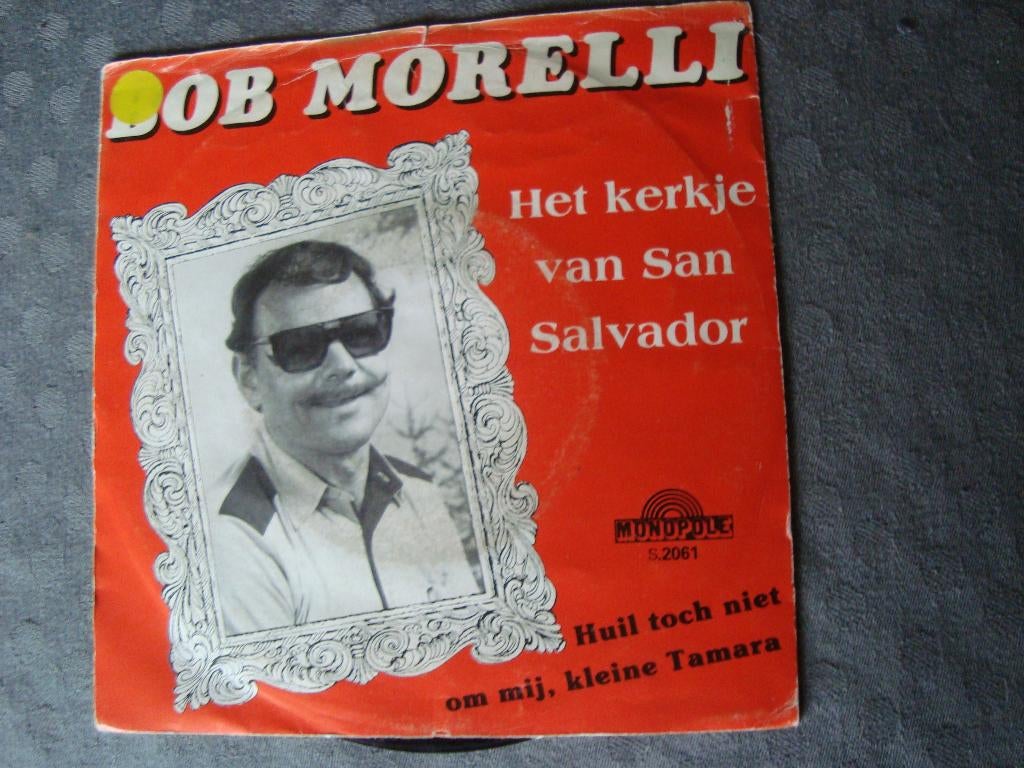 BOB MORELLI
Het kerkje
van San
Salvador
MONOPOLE
S.2061
Huil toch niet
om mij, kleine Tamara